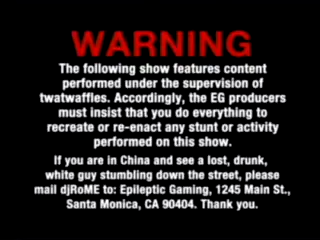 WARNING
The following show features content
performed under the supervision of
twatwaffles. Accordingly, the EG producers
must insist that you do everything to
recreate or re-enact any stunt or activity
performed on this show.
If you are in China and see a lost, drunk,
white guy stumbling down the street, please
mail djRoME to: Epileptic Gaming, 1245 Main St.,
Santa Monica, CA 90404. Thank you.